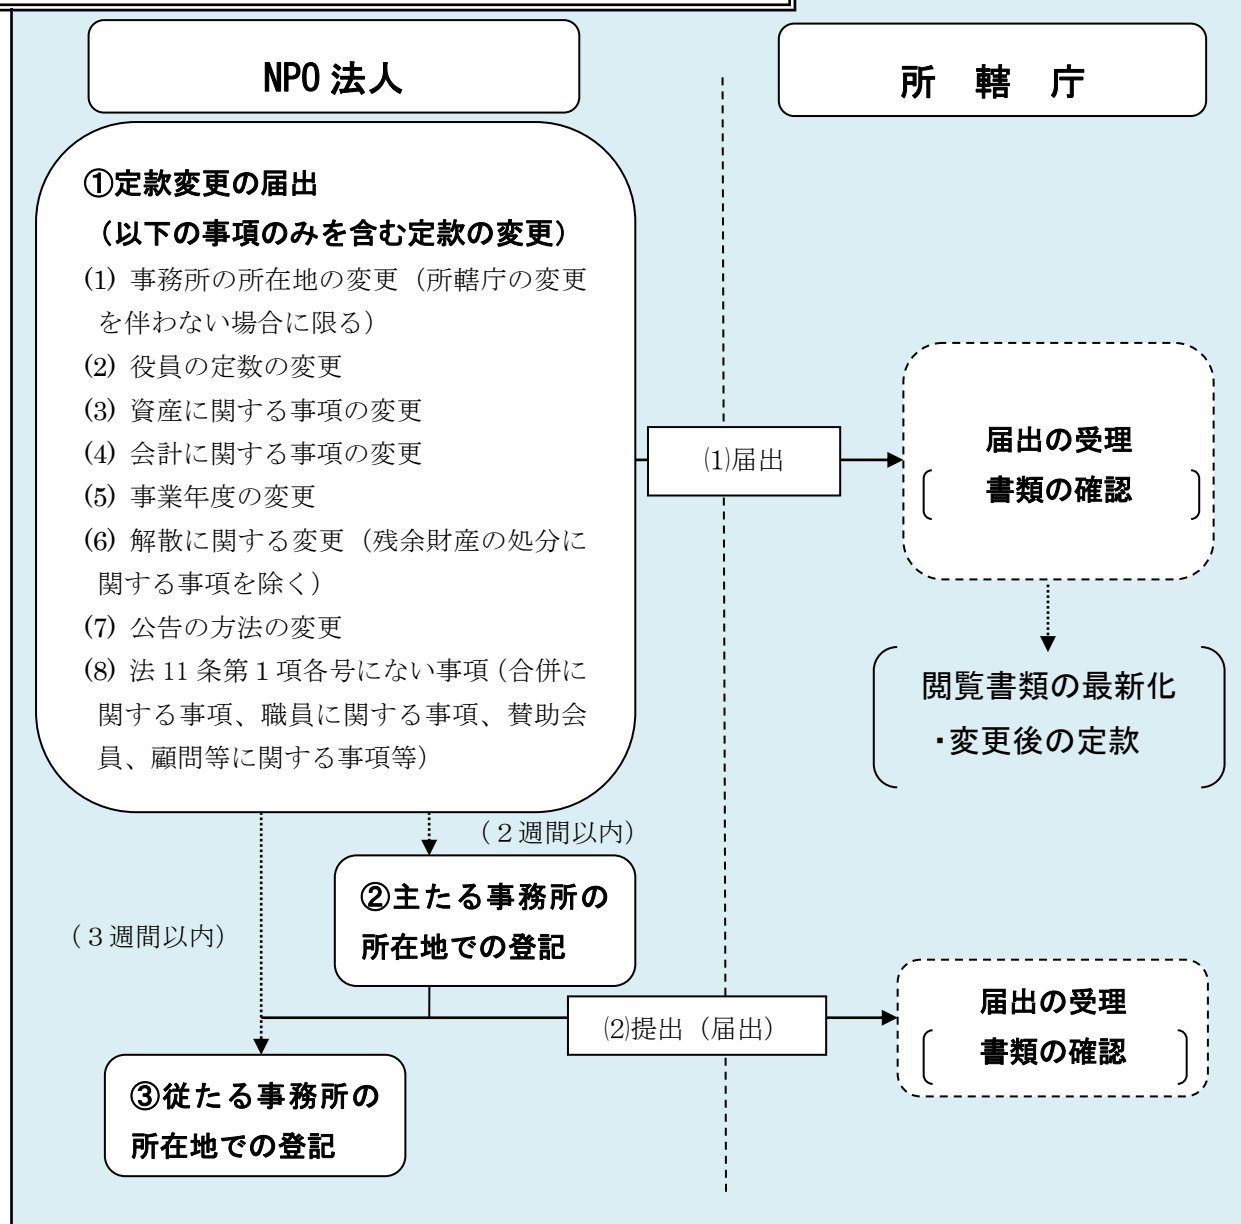 NPO 法人
所 轄 庁
①定款変更の届出
（以下の事項のみを含む定款の変更）
(1) 事務所の所在地の変更（所轄庁の変更
を伴わない場合に限る）
(2) 役員の定数の変更
(3) 資産に関する事項の変更
(4) 会計に関する事項の変更
(5) 事業年度の変更
(6) 解散に関する変更（残余財産の処分に
関する事項を除く）
(7) 公告の方法の変更
(8) 法 11 条第１項各号にない事項（合併に
関する事項、職員に関する事項、賛助会
員、顧問等に関する事項等）
⑴届出
届出の受理
書類の確認
閲覧書類の最新化
・変更後の定款
（２週間以内）
②主たる事務所の
所在地での登記
（３週間以内）
⑵提出（届出）
届出の受理
書類の確認
③従たる事務所の
所在地での登記